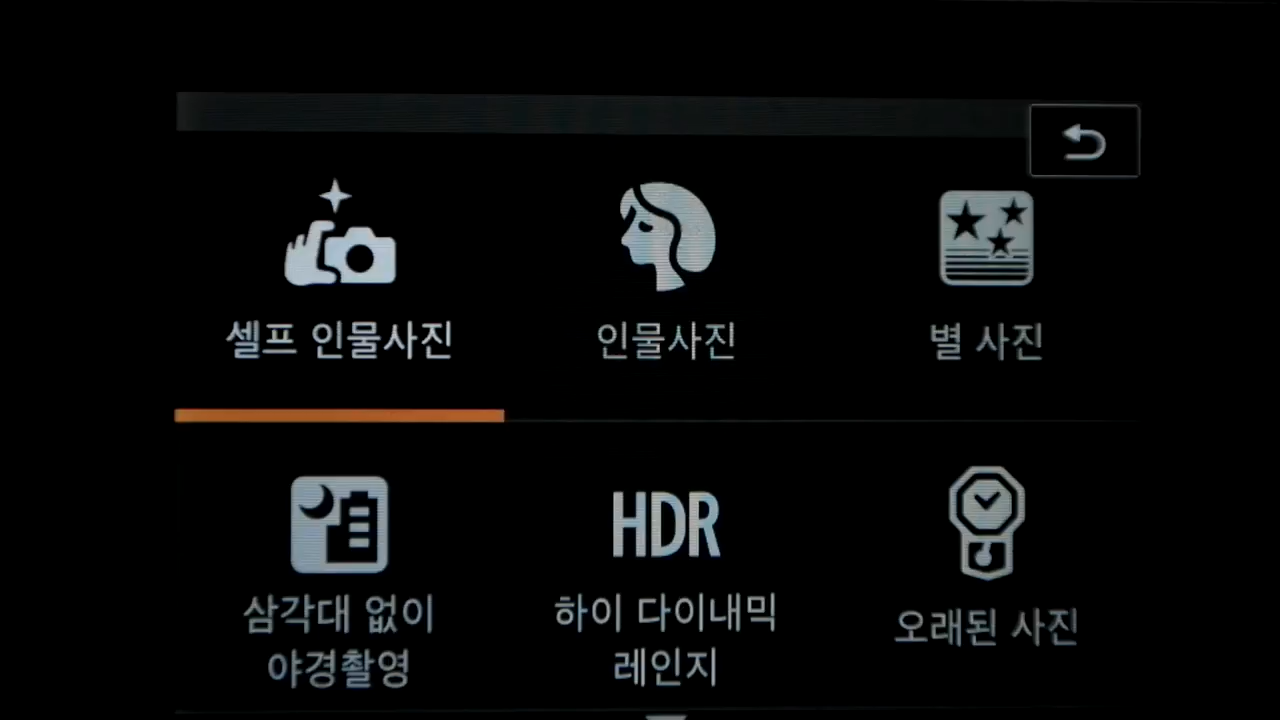 셀프 인물사진
인물사진
별 사진
삼각대 없이
야경촬영
HDR
하이 다이내믹
레인지
오래된 사진